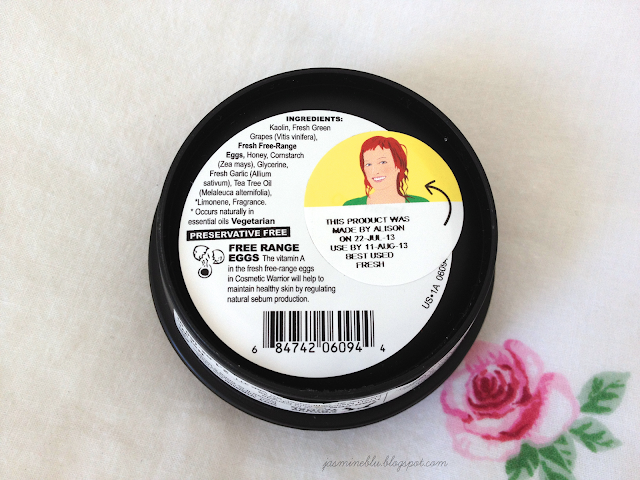 INGREDIENTS:
Kaolin, Fresh Green
Grapes (Vitis vinifera),
Fresh Free-Range
Eggs, Honey, Cornstarch
(Zea mays), Glycerine,
Fresh Garlic (Allium
sativum), Tea Tree Oil
(Melaleuca alternifolia),
*Limonene, Fragrance.
* Occurs naturally in
essential oils Vegetarian
PRESERVATIVE FREE
FREE RANGE
EGGS The vitamin A
in the fresh free-range eggs
in Cosmetic Warrior will help to
maintain healthy skin by regulating
natural sebum production.
THIS PRODUCT WAS
MADE BY ALISON
ON 22-JUL-13
USE BY 11-AUG-13
BEST USED
FRESH
US•1A 0609
6 84742 06094 4
jasmineblu.blogspot.com